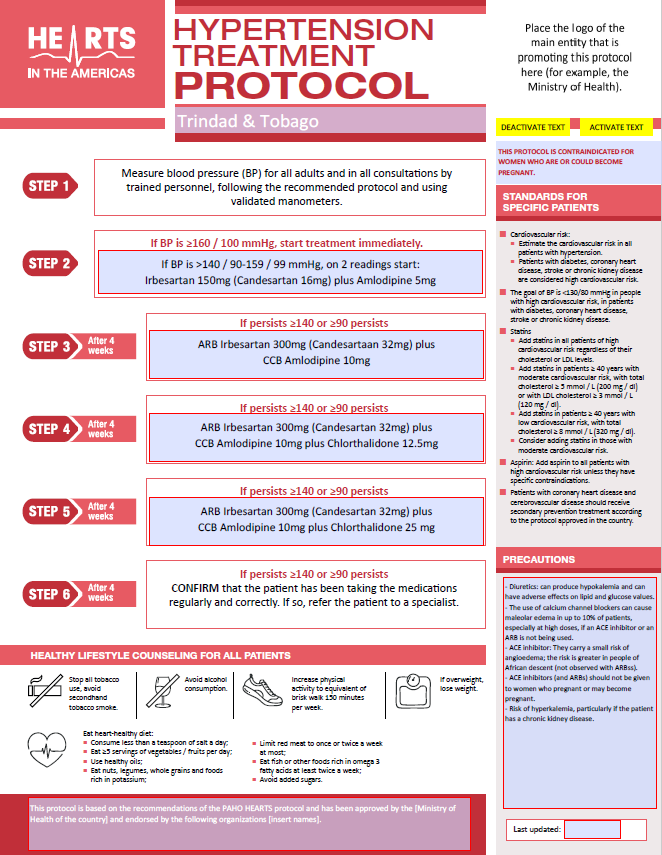 HEARTS
IN THE AMERICAS
HYPERTENSION
TREATMENT
PROTOCOL
Trindad & Tobago
Place the logo of the
main entity that is
promoting this protocol
here (for example, the
Ministry of Health).
DEACTIVATE TEXT
ACTIVATE TEXT
THIS PROTOCOL IS CONTRAINDICATED FOR
WOMEN WHO ARE OR COULD BECOME
PREGNANT.
STEP 1
Measure blood pressure (BP) for all adults and in all consultations by
trained personnel, following the recommended protocol and using
validated manometers.
STEP 2
If BP is ≥160 / 100 mmHg, start treatment immediately.
If BP is >140 / 90-159 / 99 mmHg, on 2 readings start:
Irbesartan 150mg (Candesartan 16mg) plus Amlodipine 5mg
STEP 3
After 4
weeks
If persists ≥140 or ≥90 persists
ARB Irbesartan 300mg (Candesartaan 32mg) plus
CCB Amlodipine 10mg
STEP 4
After 4
weeks
If persists ≥140 or ≥90 persists
ARB Irbesartan 300mg (Candesartan 32mg) plus
CCB Amlodipine 10mg plus Chlorthalidone 12.5mg
STEP 5
After 4
weeks
If persists ≥140 or ≥90 persists
ARB Irbesartan 300mg (Candesartan 32mg) plus
CCB Amlodipine 10mg plus Chlorthalidone 25 mg
STEP 6
After 4
weeks
If persists ≥140 or ≥90 persists
CONFIRM that the patient has been taking the medications
regularly and correctly. If so, refer the patient to a specialist.
HEALTHY LIFESTYLE COUNSELING FOR ALL PATIENTS
Stop all tobacco
use, avoid
secondhand
tobacco smoke.
Avoid alcohol
consumption.
Increase physical
activity to equivalent of
brisk walk 150 minutes
per week.
If overweight,
lose weight.
Eat heart-healthy diet:
Consume less than a teaspoon of salt a day;
Eat ≥5 servings of vegetables / fruits per day;
Use healthy oils;
Eat nuts, legumes, whole grains and foods
rich in potassium;
Limit red meat to once or twice a week
at most;
Eat fish or other foods rich in omega 3
fatty acids at least twice a week;
Avoid added sugars.
This protocol is based on the recommendations of the PAHO HEARTS protocol and has been approved by the [Ministry of
Health of the country] and endorsed by the following organizations [insert names].
STANDARDS FOR
SPECIFIC PATIENTS
Cardiovascular risk:
Estimate the cardiovascular risk in all
patients with hypertension.
Patients with diabetes, coronary heart
disease, stroke or chronic kidney disease
are considered high cardiovascular risk.
The goal of BP is <130/80 mmHg in people
with high cardiovascular risk, in patients
with diabetes, coronary heart disease,
stroke or chronic kidney disease.
Statins
Add statins in all patients of high
cardiovascular risk regardless of their
cholesterol or LDL levels.
Add statins in patients ≥ 40 years with
moderate cardiovascular risk, with total
cholesterol ≥ 5 mmol / L (200 mg / dl)
or with LDL cholesterol ≥ 3 mmol / L
(120 mg / dl).
Add statins in patients ≥ 40 years with
low cardiovascular risk, with total
cholesterol ≥ 8 mmol / L (320 mg / dl).
Consider adding statins in those with
moderate cardiovascular risk.
Aspirin: Add aspirin to all patients with
high cardiovascular risk unless they have
specific contraindications.
Patients with coronary heart disease and
cerebrovascular disease should receive
secondary prevention treatment according
to the protocol approved in the country.
PRECAUTIONS
- Diuretics: can produce hypokalemia and can
have adverse effects on lipid and glucose values.
- The use of calcium channel blockers can cause
maleolar edema in up to 10% of patients,
especially at high doses, if an ACE inhibitor or an
ARB is not being used.
- ACE inhibitor: They carry a small risk of
angioedema; the risk is greater in people of
African descent (not observed with ARBss).
- ACE inhibitors (and ARBs) should not be given
to women who pregnant or may become
pregnant.
- Risk of hyperkalemia, particularly if the patient
has a chronic kidney disease.
Last updated: